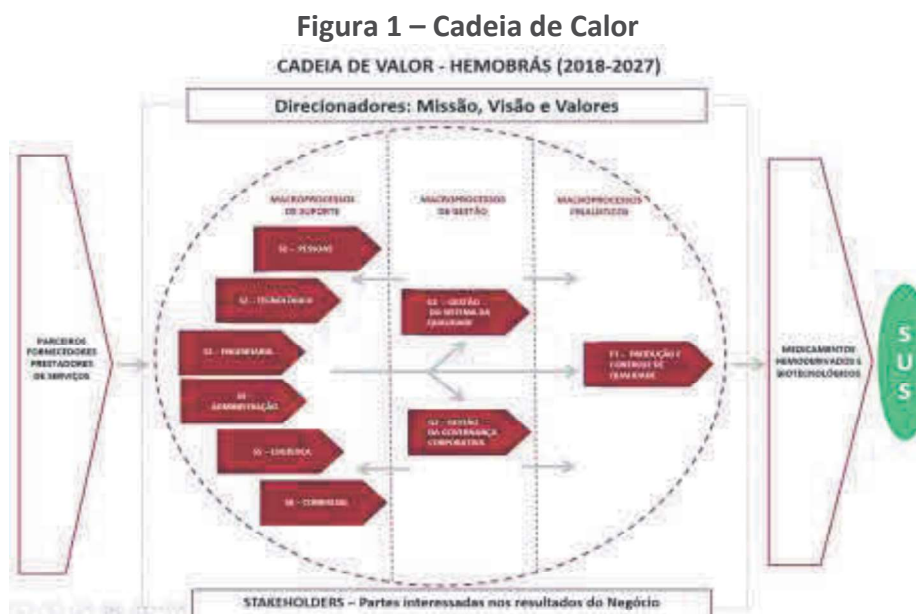 Figura 1 – Cadeia de Calor
CADEIA DE VALOR - HEMOBRÁS (2018-2027)
Direcionadores: Missão, Visão e Valores
MACROPROCESSOS
DE SUPORTE
MACROPROCESSOS
DE GESTÃO
MACROPROCESSOS
FINALÍSTICOS
S1 – PESSOAS
S2 – TECNOLÓGICO
S3 – ENGENHARIA
ADMINISTRAÇÃO
S5 – LOGÍSTICA
S6 – COMERCIAL
– GESTÃO
DO SISTEMA DA
QUALIDADE
G2 – GESTÃO
DA GOVERNANÇA
CORPORATIVA
F1 – PRODUÇÃO E
CONTROLE DE
QUALIDADE
PARCEIROS
FORNECEDORES
PRESTADORES
DE SERVIÇOS
MEDICAMENTOS
HEMODERIVADOS E
BIOTECNOLÓGICOS
SUS
STAKEHOLDERS – Partes interessadas nos resultados do Negócio